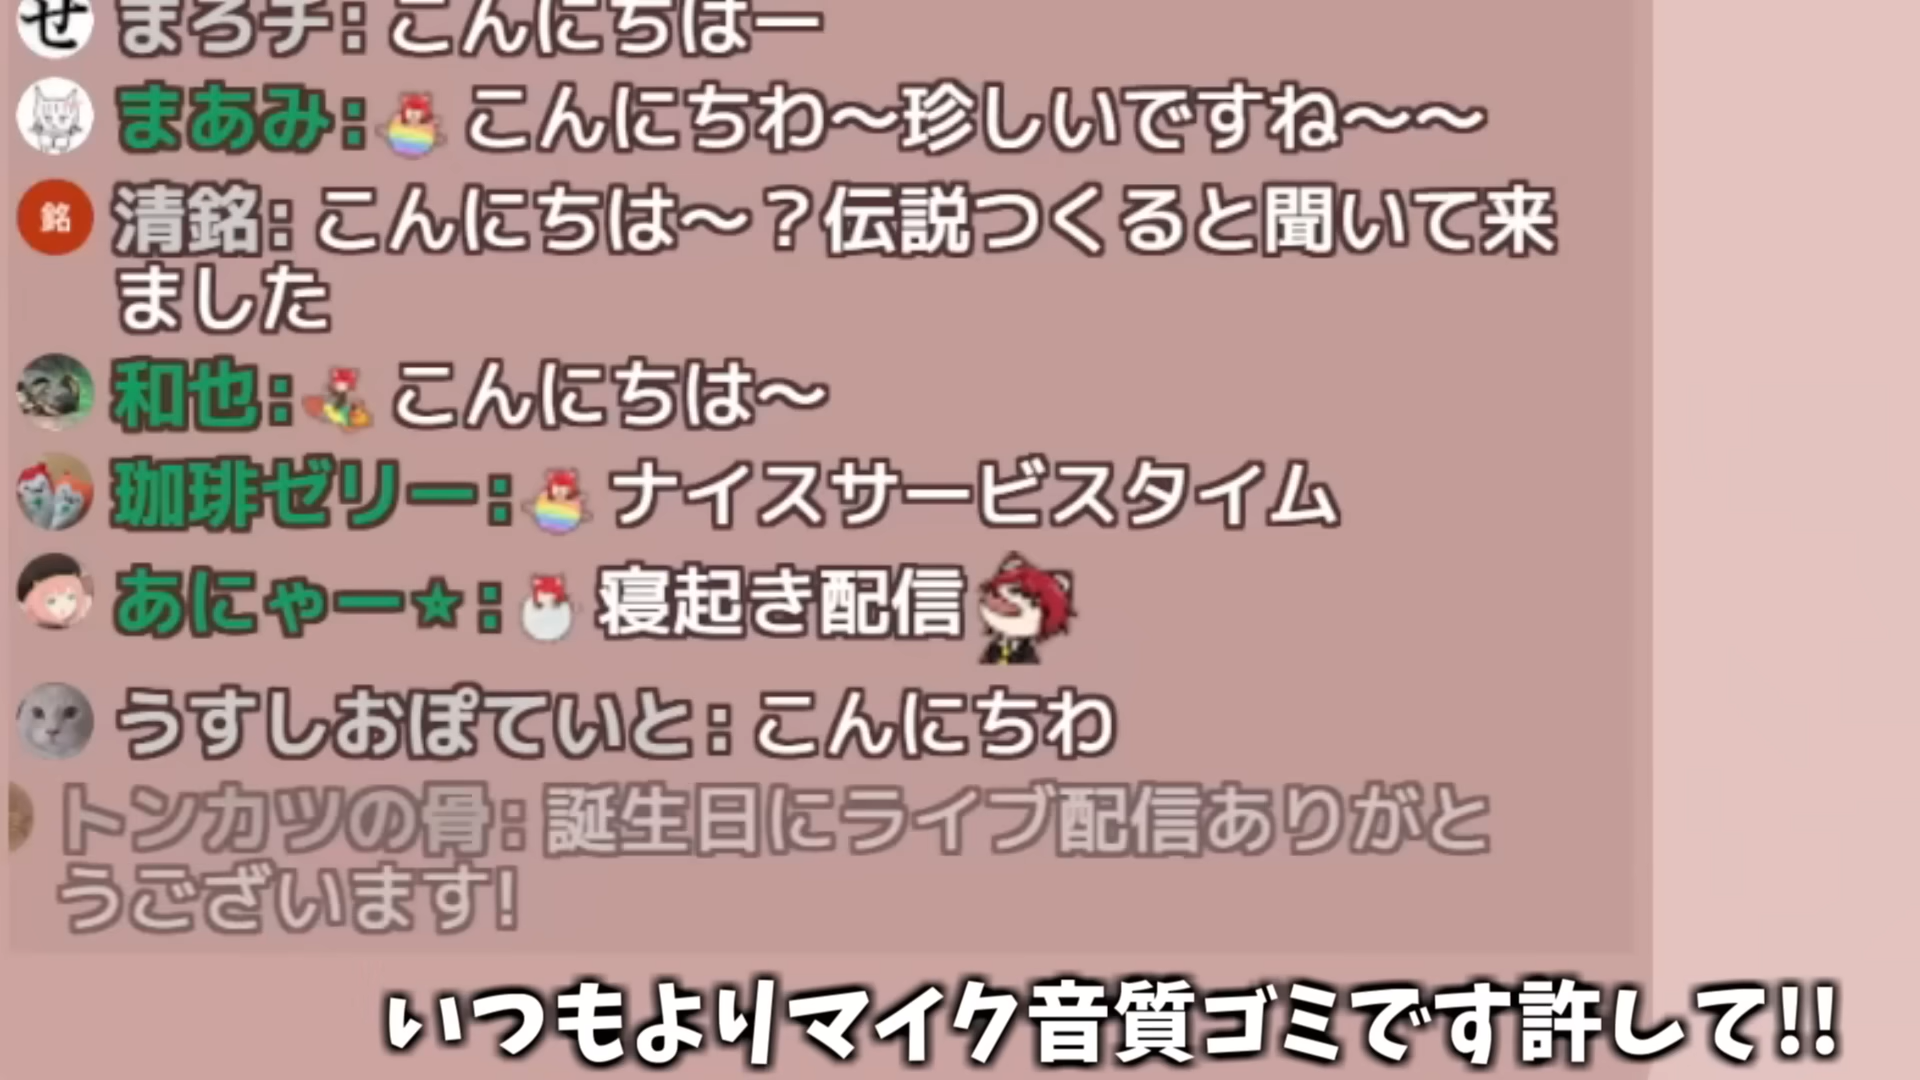 せ まろチ: こんにちはー
まあみ: こんにちわ〜珍しいですね〜〜
銘 清銘: こんにちは〜？伝説つくると聞いて来
ました
和也: こんにちは〜
珈琲ゼリー: ナイスサービスタイム
あにゃー★: 寝起き配信
うすしおぽていと: こんにちわ
トンカツの骨: 誕生日にライブ配信ありがと
うございます!
いつもよりマイク音質ゴミです許して!!